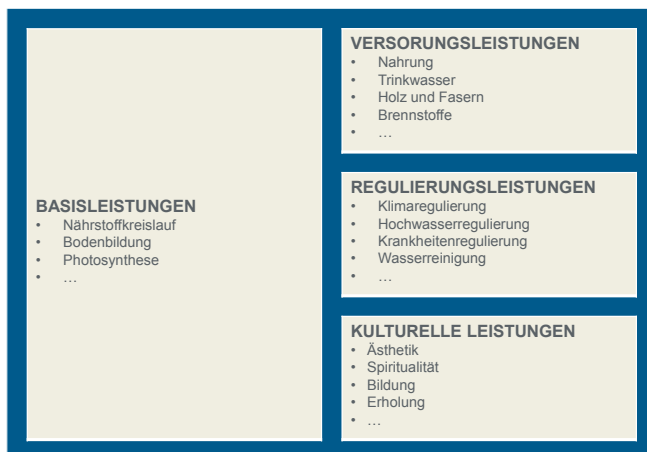 BASISLEISTUNGEN
• Nährstoffkreislauf
• Bodenbildung
• Photosynthese
• …
VERSORUNGSLEISTUNGEN
• Nahrung
• Trinkwasser
• Holz und Fasern
• Brennstoffe
• …
REGULIERUNGSLEISTUNGEN
• Klimaregulierung
• Hochwasserregulierung
• Krankheitenregulierung
• Wasserreinigung
• …
KULTURELLE LEISTUNGEN
• Ästhetik
• Spiritualität
• Bildung
• Erholung
• …